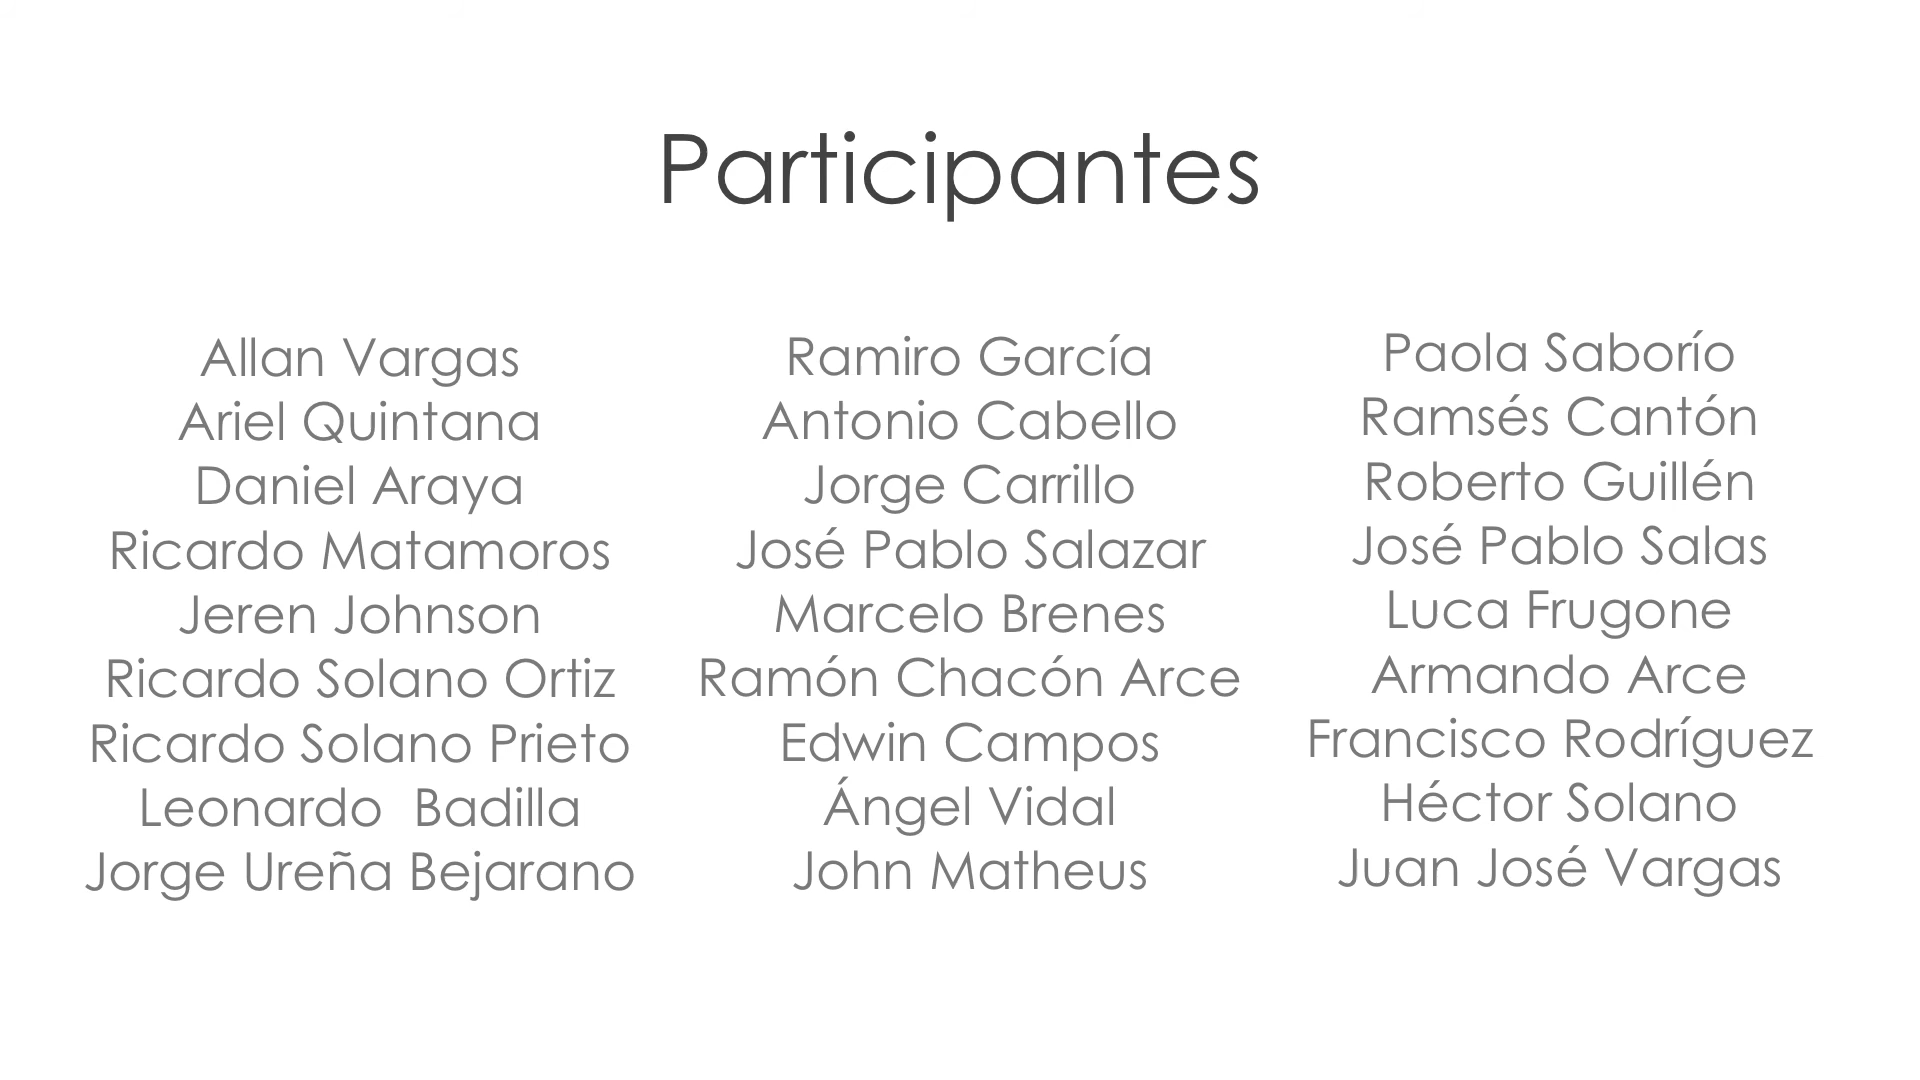 Participantes
Allan Vargas
Ariel Quintana
Daniel Araya
Ricardo Matamoros
Jeren Johnson
Ricardo Solano Ortiz
Ricardo Solano Prieto
Leonardo  Badilla
Jorge Ureña Bejarano
Ramiro García
Antonio Cabello
Jorge Carrillo
José Pablo Salazar
Marcelo Brenes
Ramón Chacón Arce
Edwin Campos
Ángel Vidal
John Matheus
Paola Saborío
Ramsés Cantón
Roberto Guillén
José Pablo Salas
Luca Frugone
Armando Arce
Francisco Rodríguez
Héctor Solano
Juan José Vargas